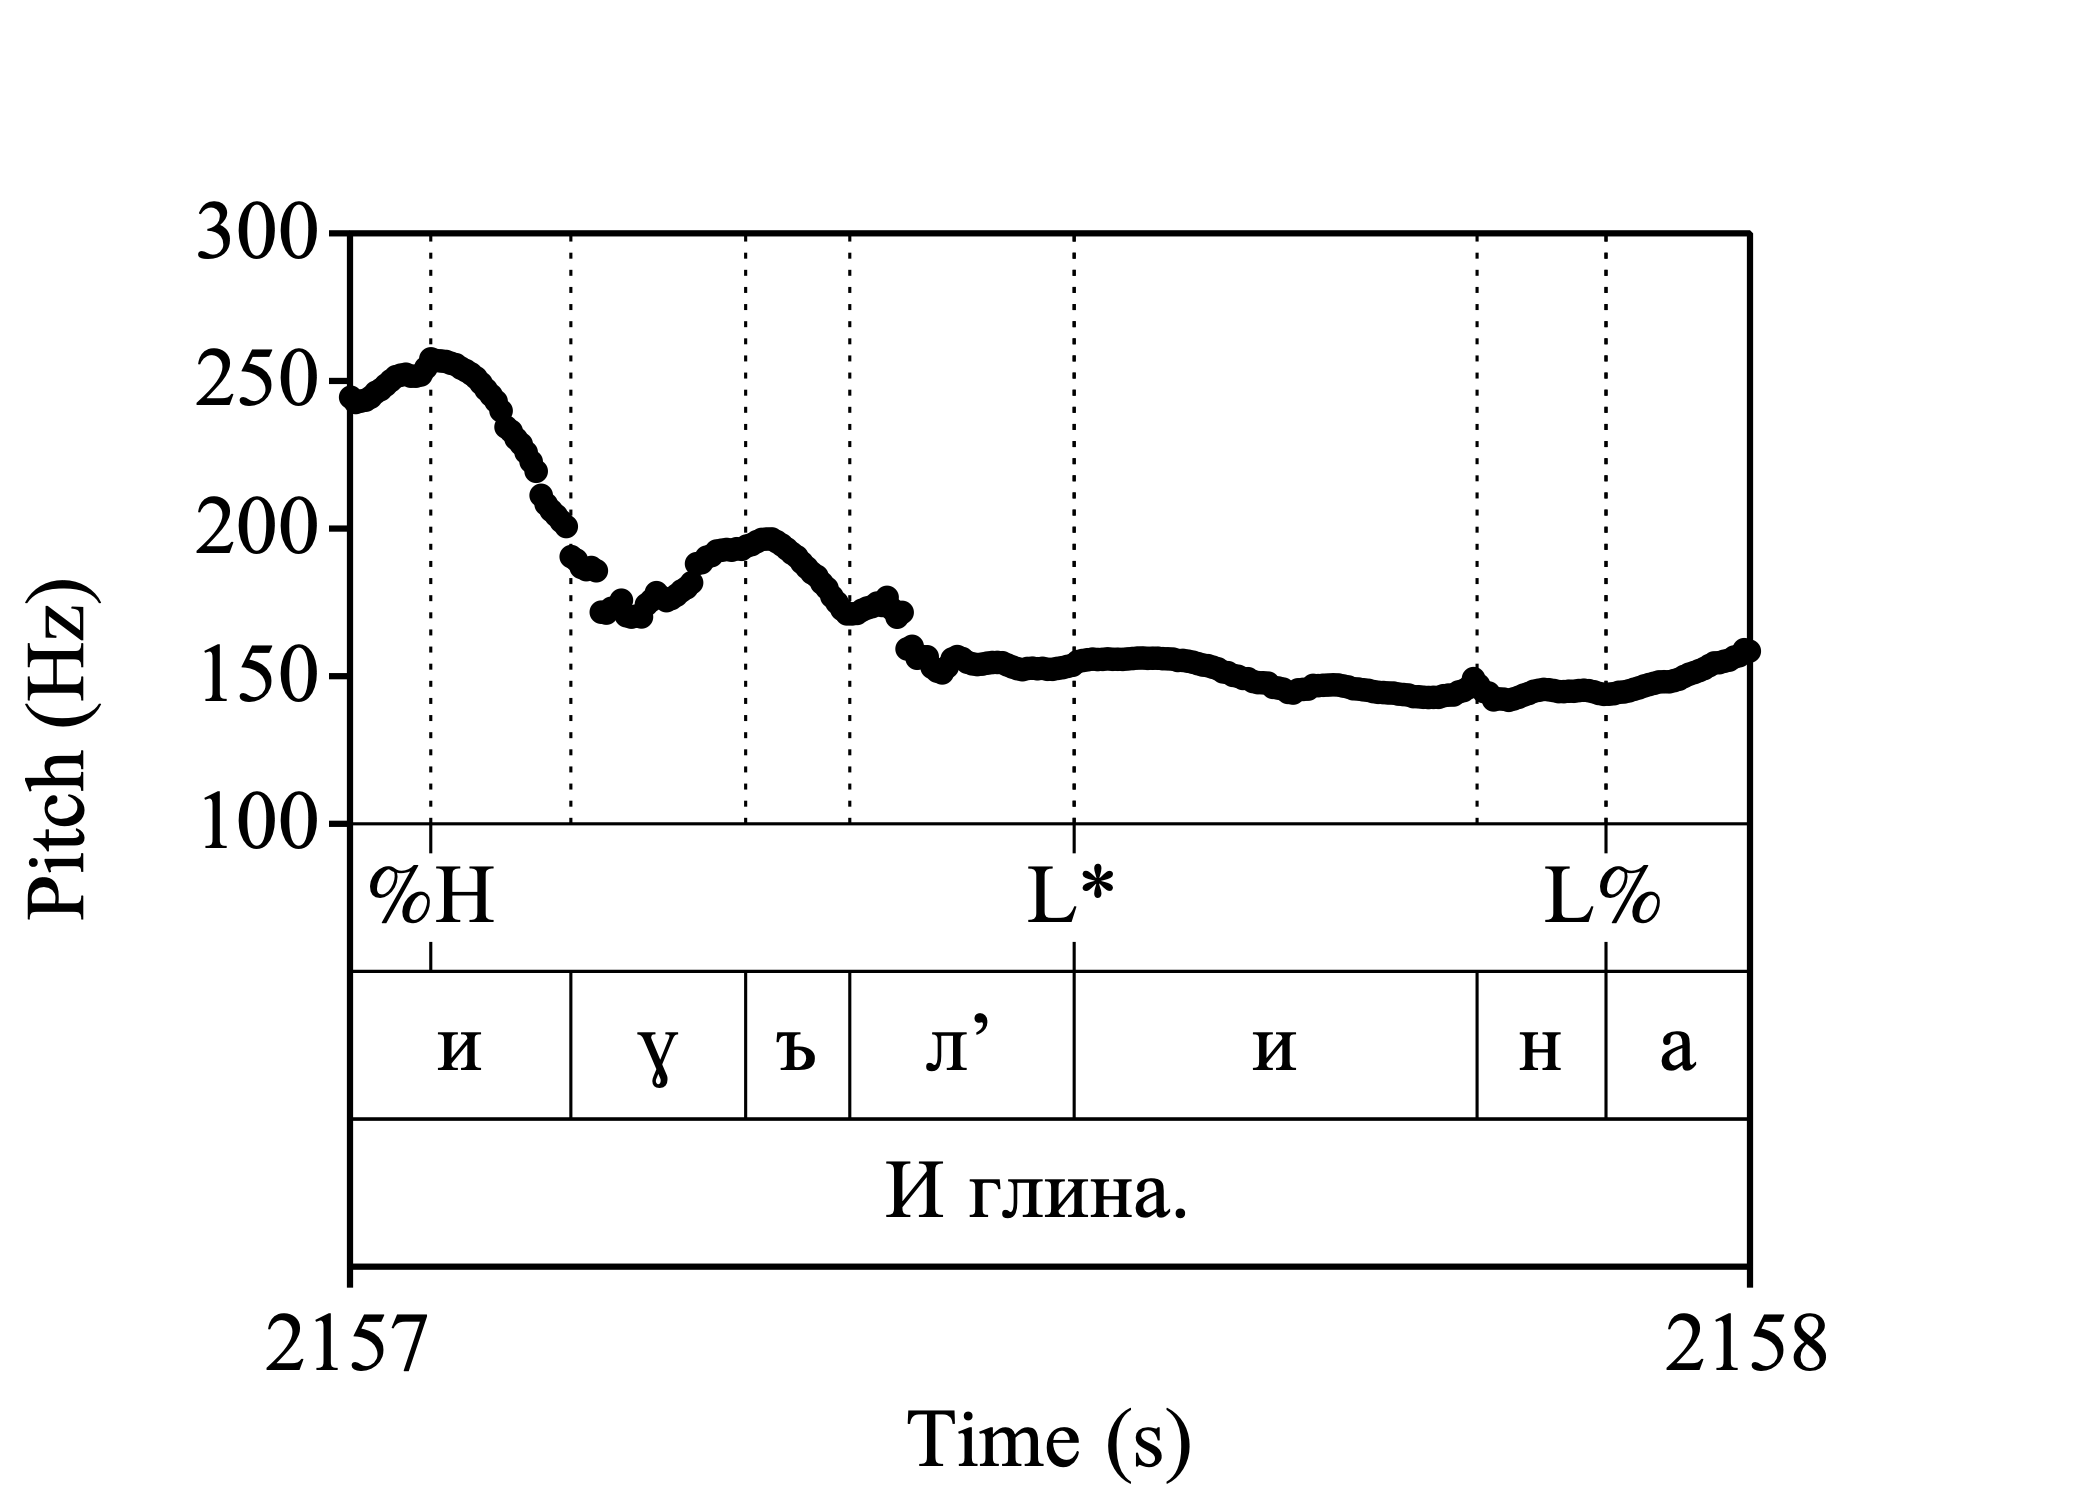 300
250
200
150
100
Pitch (Hz)
%H L* L%
и ɣ ъ л’ и н а
И глина.
2157 2158
Time (s)